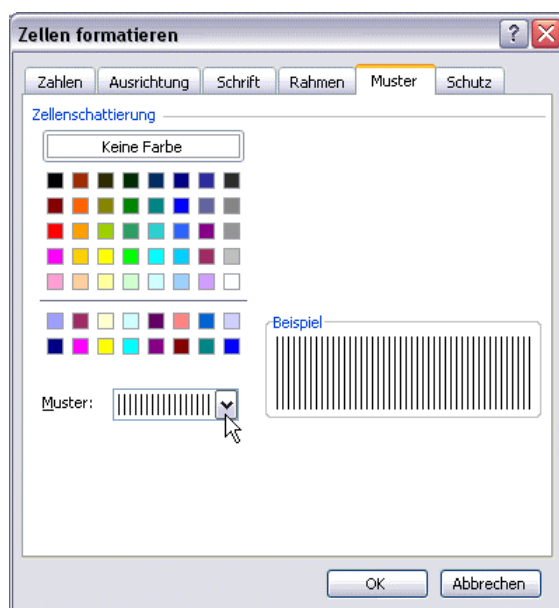 Zellen formatieren
Zahlen Ausrichtung Schrift Rahmen Muster Schutz
Zellenschattierung
Keine Farbe
Beispiel
Muster:
OK Abbrechen